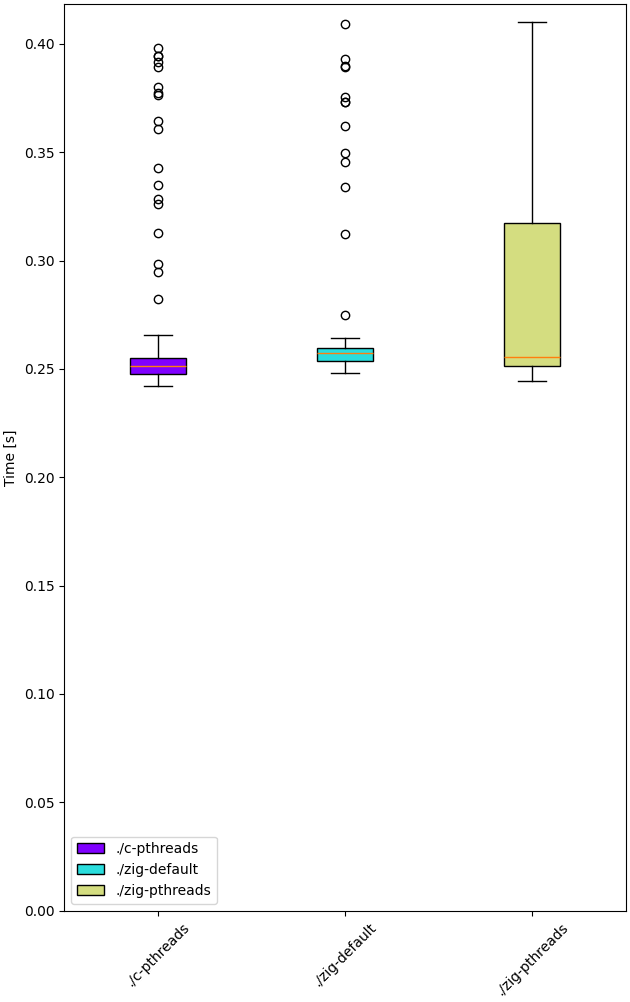 0.40
0.35
0.30
0.25
0.20
0.15
0.10
0.05
0.00
Time [s]
./c-pthreads
./zig-default
./zig-pthreads
./c-pthreads
./zig-default
./zig-pthreads